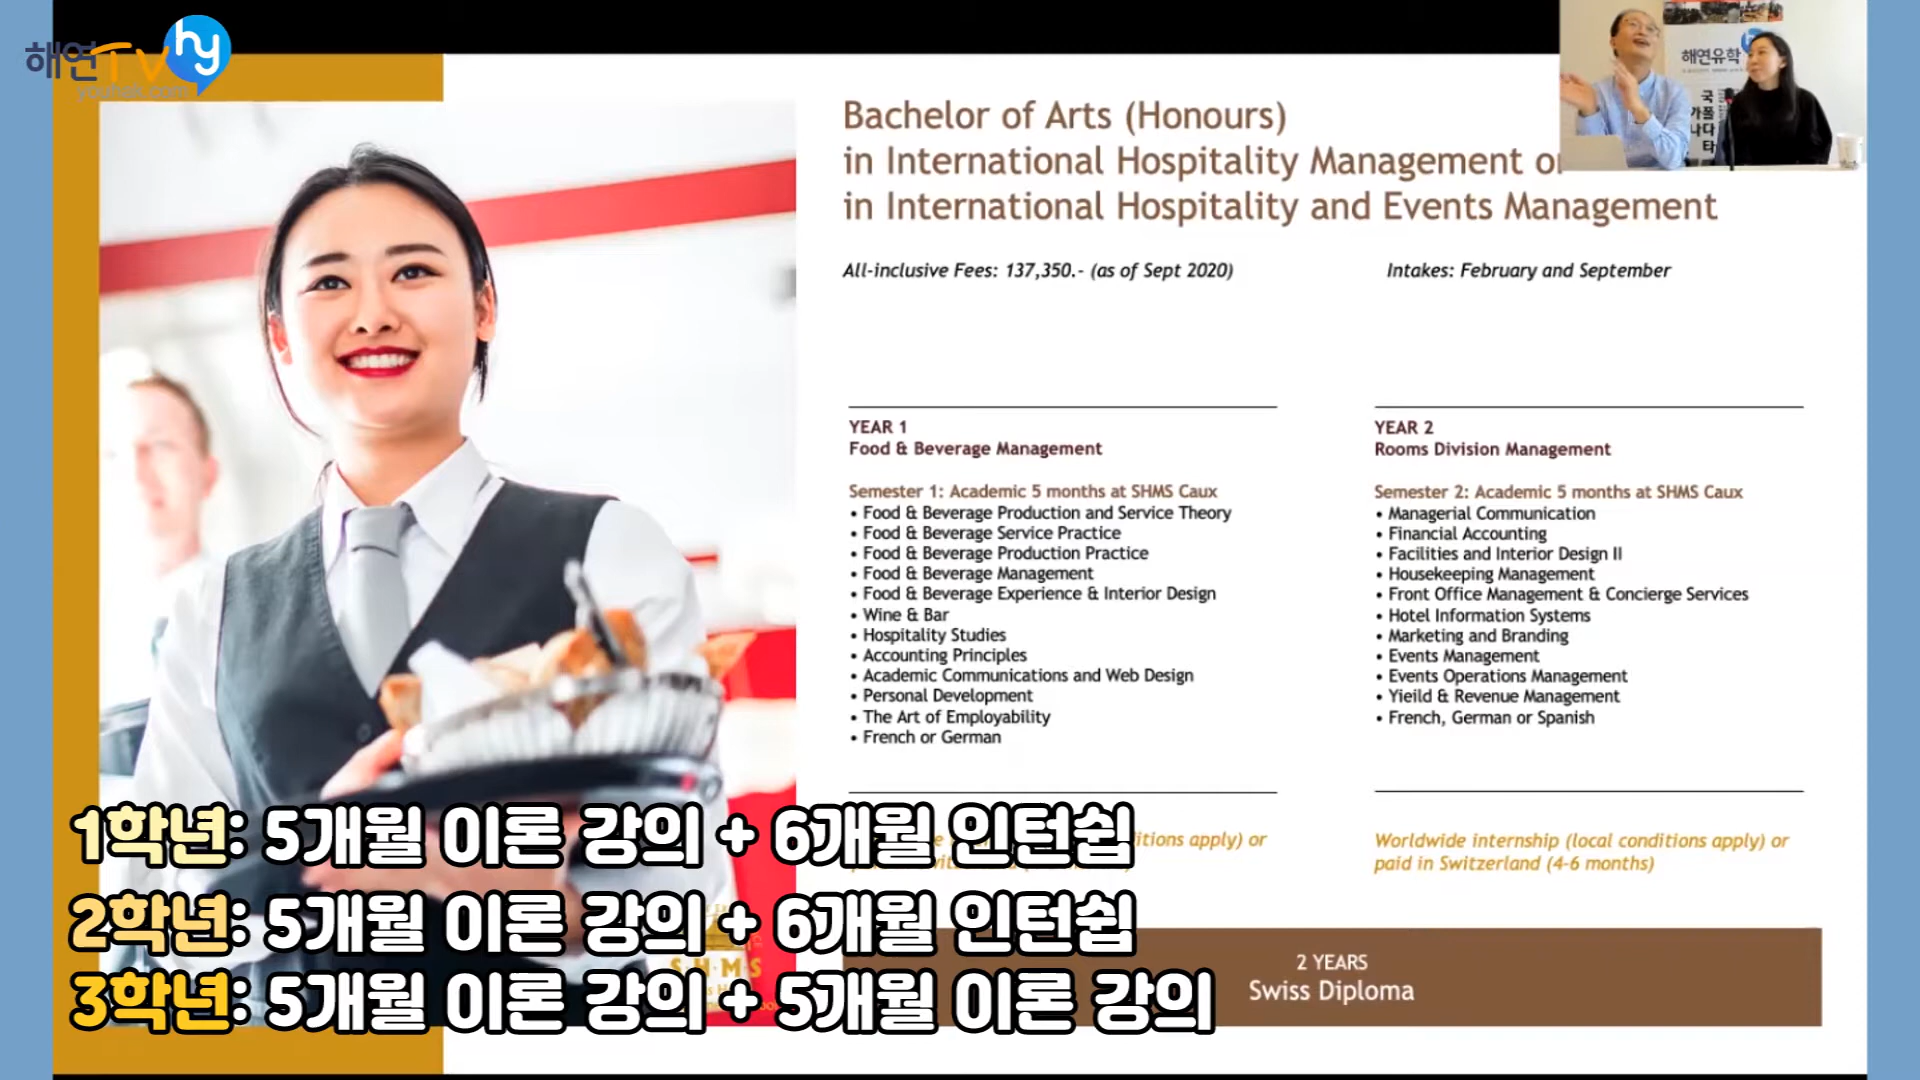 해연TV hy
youhak.com
해연유학
국
가폴
나다
타
Bachelor of Arts (Honours)
in International Hospitality Management or
in International Hospitality and Events Management
All-inclusive Fees: 137,350.- (as of Sept 2020)
Intakes: February and September
YEAR 1
Food & Beverage Management
Semester 1: Academic 5 months at SHMS Caux
• Food & Beverage Production and Service Theory
• Food & Beverage Service Practice
• Food & Beverage Production Practice
• Food & Beverage Management
• Food & Beverage Experience & Interior Design
• Wine & Bar
• Hospitality Studies
• Accounting Principles
• Academic Communications and Web Design
• Personal Development
• The Art of Employability
• French or German
YEAR 2
Rooms Division Management
Semester 2: Academic 5 months at SHMS Caux
• Managerial Communication
• Financial Accounting
• Facilities and Interior Design II
• Housekeeping Management
• Front Office Management & Concierge Services
• Hotel Information Systems
• Marketing and Branding
• Events Management
• Events Operations Management
• Yieild & Revenue Management
• French, German or Spanish
apply) or
Worldwide internship (local conditions apply) or
paid in Switzerland (4-6 months)
2 YEARS
Swiss Diploma
S·H·M·S
1학년: 5개월 이론 강의 + 6개월 인턴쉽
2학년: 5개월 이론 강의 + 6개월 인턴쉽
3학년: 5개월 이론 강의 + 5개월 이론 강의